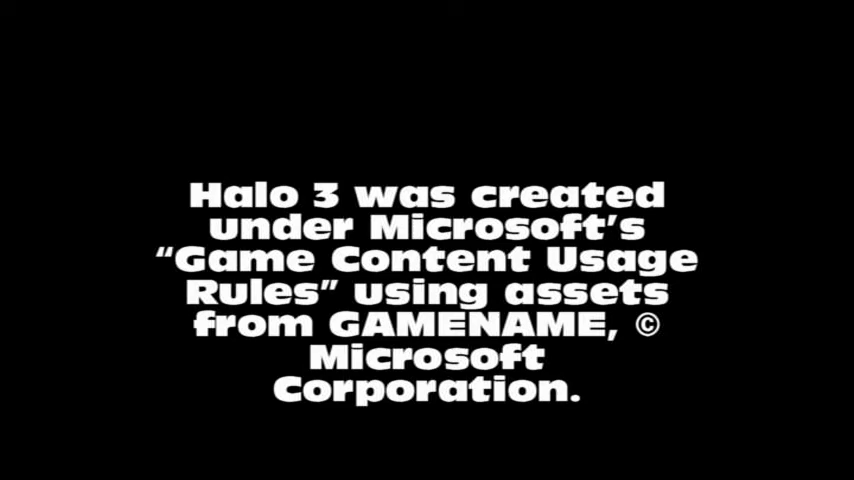 Halo 3 was created
under Microsoft’s
“Game Content Usage
Rules” using assets
from GAMENAME, ©
Microsoft
Corporation.